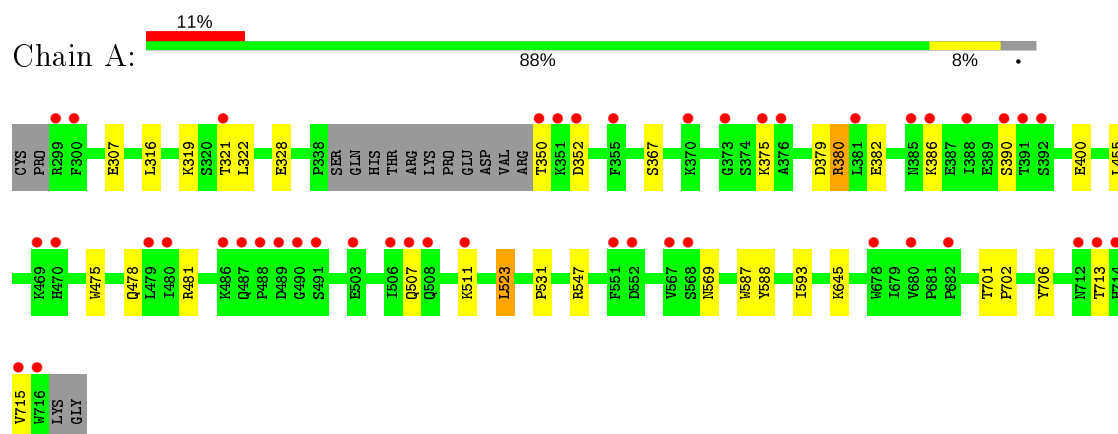 11%
Chain A:
88% 8% •
CYS PRO R299 F300 E307 L316 K319 S320 T321 L322 E328 P338 SER GLN HIS THR ARG LYS PRO GLU ASP VAL ARG T350 K351 D352 F355 S367 K370 G373 S374 K375 A376 D379 R380 L381 E382 N385 K386 E387 I388 E389 S390 T391 S392 E400 L455
K469 H470 W475 Q478 L479 I480 R481 K486 Q487 P488 D489 G490 S491 E503 I506 Q507 Q508 K511 L523 P531 R547 F551 D552 V567 S568 N569 W587 Y588 I593 K645 W678 I679 V680 P681 P682 T701 P702 Y706 N712 T713 H714
V715 W716 LYS GLY